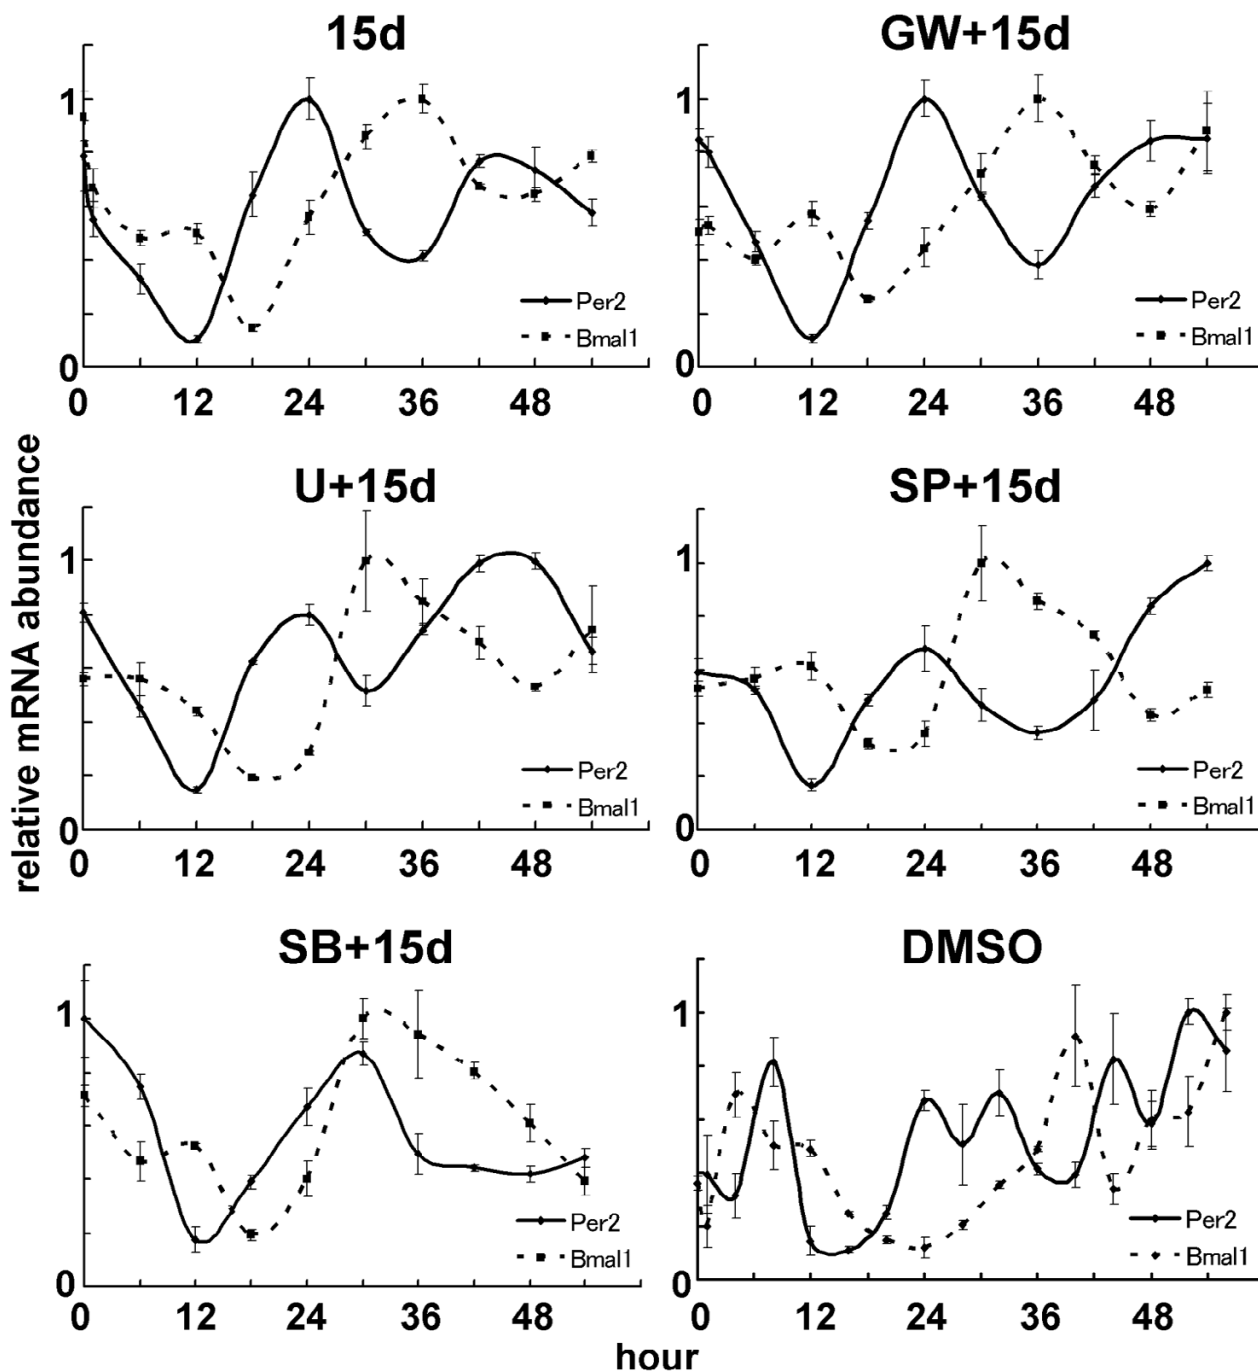 15d
1
0
Per2
Bmal1
0 12 24 36 48
GW+15d
1
0
Per2
Bmal1
0 12 24 36 48
relative mRNA abundance
U+15d
1
0
Per2
Bmal1
0 12 24 36 48
SP+15d
1
0
Per2
Bmal1
0 12 24 36 48
SB+15d
1
0
Per2
Bmal1
0 12 24 36 48
DMSO
1
0
Per2
Bmal1
0 12 24 36 48
hour